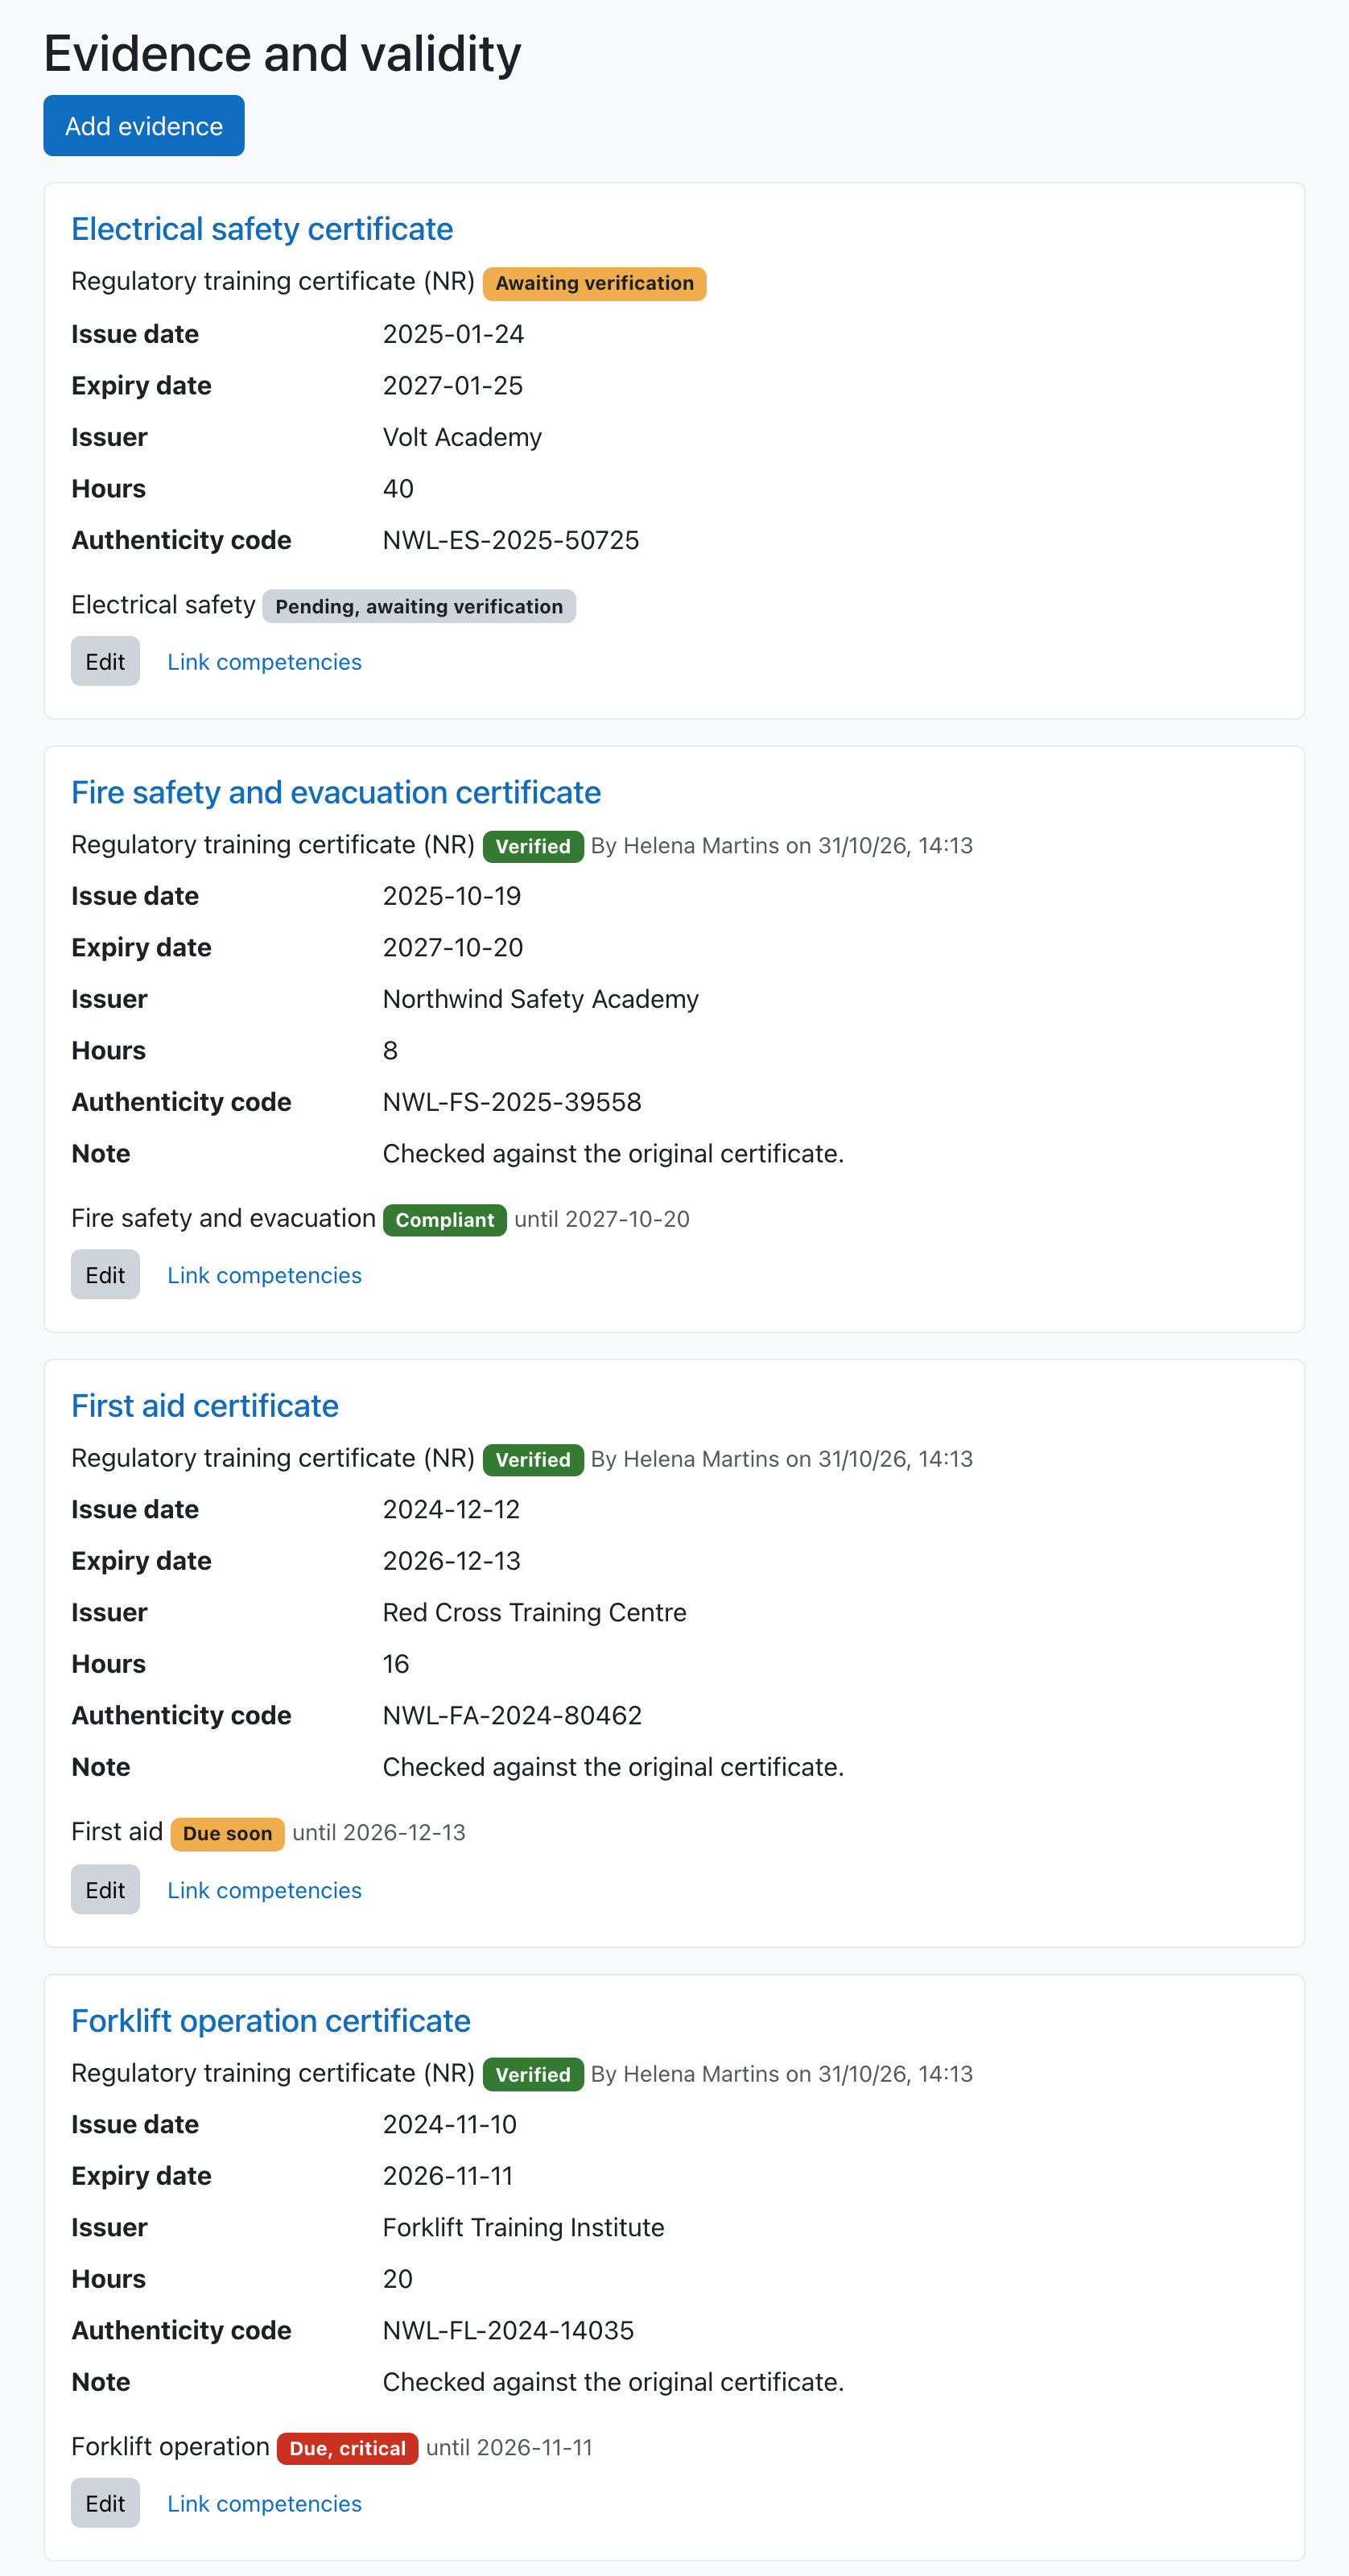 Evidence and validity
Add evidence
Electrical safety certificate
Regulatory training certificate (NR) Awaiting verification
Issue date 2025-01-24
Expiry date 2027-01-25
Issuer Volt Academy
Hours 40
Authenticity code NWL-ES-2025-50725
Electrical safety Pending, awaiting verification
Edit Link competencies
Fire safety and evacuation certificate
Regulatory training certificate (NR) Verified By Helena Martins on 31/10/26, 14:13
Issue date 2025-10-19
Expiry date 2027-10-20
Issuer Northwind Safety Academy
Hours 8
Authenticity code NWL-FS-2025-39558
Note Checked against the original certificate.
Fire safety and evacuation Compliant until 2027-10-20
Edit Link competencies
First aid certificate
Regulatory training certificate (NR) Verified By Helena Martins on 31/10/26, 14:13
Issue date 2024-12-12
Expiry date 2026-12-13
Issuer Red Cross Training Centre
Hours 16
Authenticity code NWL-FA-2024-80462
Note Checked against the original certificate.
First aid Due soon until 2026-12-13
Edit Link competencies
Forklift operation certificate
Regulatory training certificate (NR) Verified By Helena Martins on 31/10/26, 14:13
Issue date 2024-11-10
Expiry date 2026-11-11
Issuer Forklift Training Institute
Hours 20
Authenticity code NWL-FL-2024-14035
Note Checked against the original certificate.
Forklift operation Due, critical until 2026-11-11
Edit Link competencies